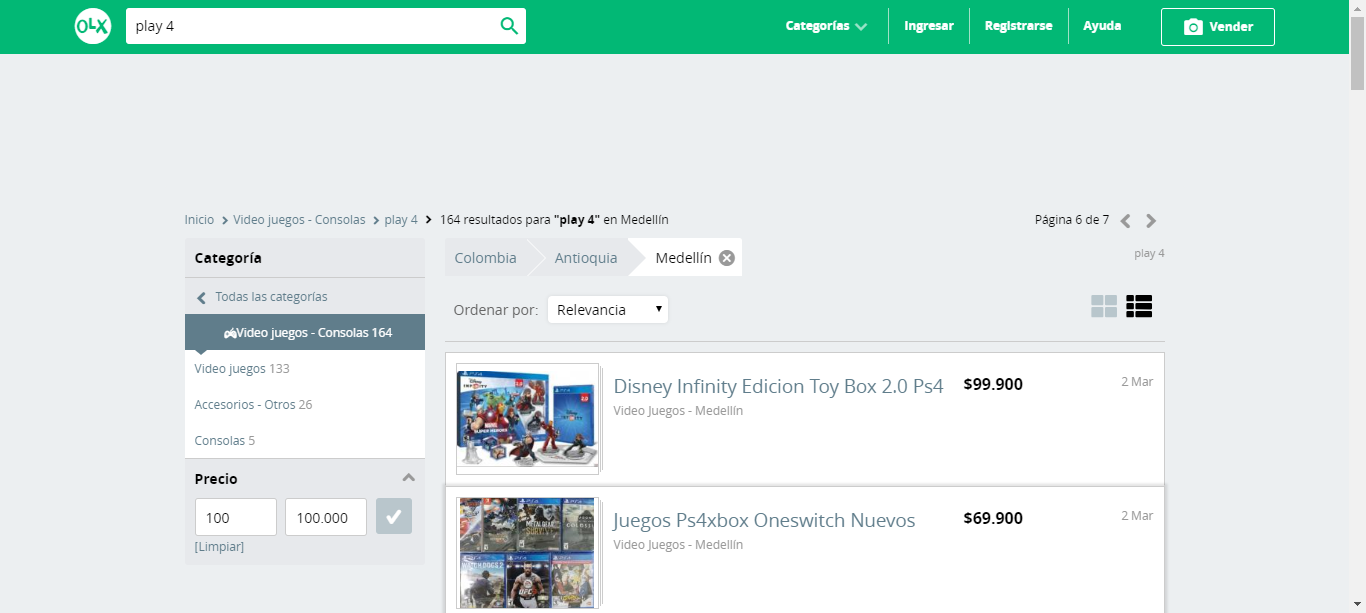 OLX play 4 Categorías Ingresar Registrarse Ayuda Vender
Inicio Video juegos - Consolas play 4 164 resultados para "play 4" en Medellín Página 6 de 7
Categoría
Todas las categorías
Video juegos - Consolas 164
Video juegos 133
Accesorios - Otros 26
Consolas 5
Precio
100 100.000
[Limpiar]
Colombia Antioquia Medellín play 4
Ordenar por: Relevancia
Disney Infinity Edicion Toy Box 2.0 Ps4 $99.900 2 Mar
Video Juegos - Medellín
Juegos Ps4xbox Oneswitch Nuevos $69.900 2 Mar
Video Juegos - Medellín